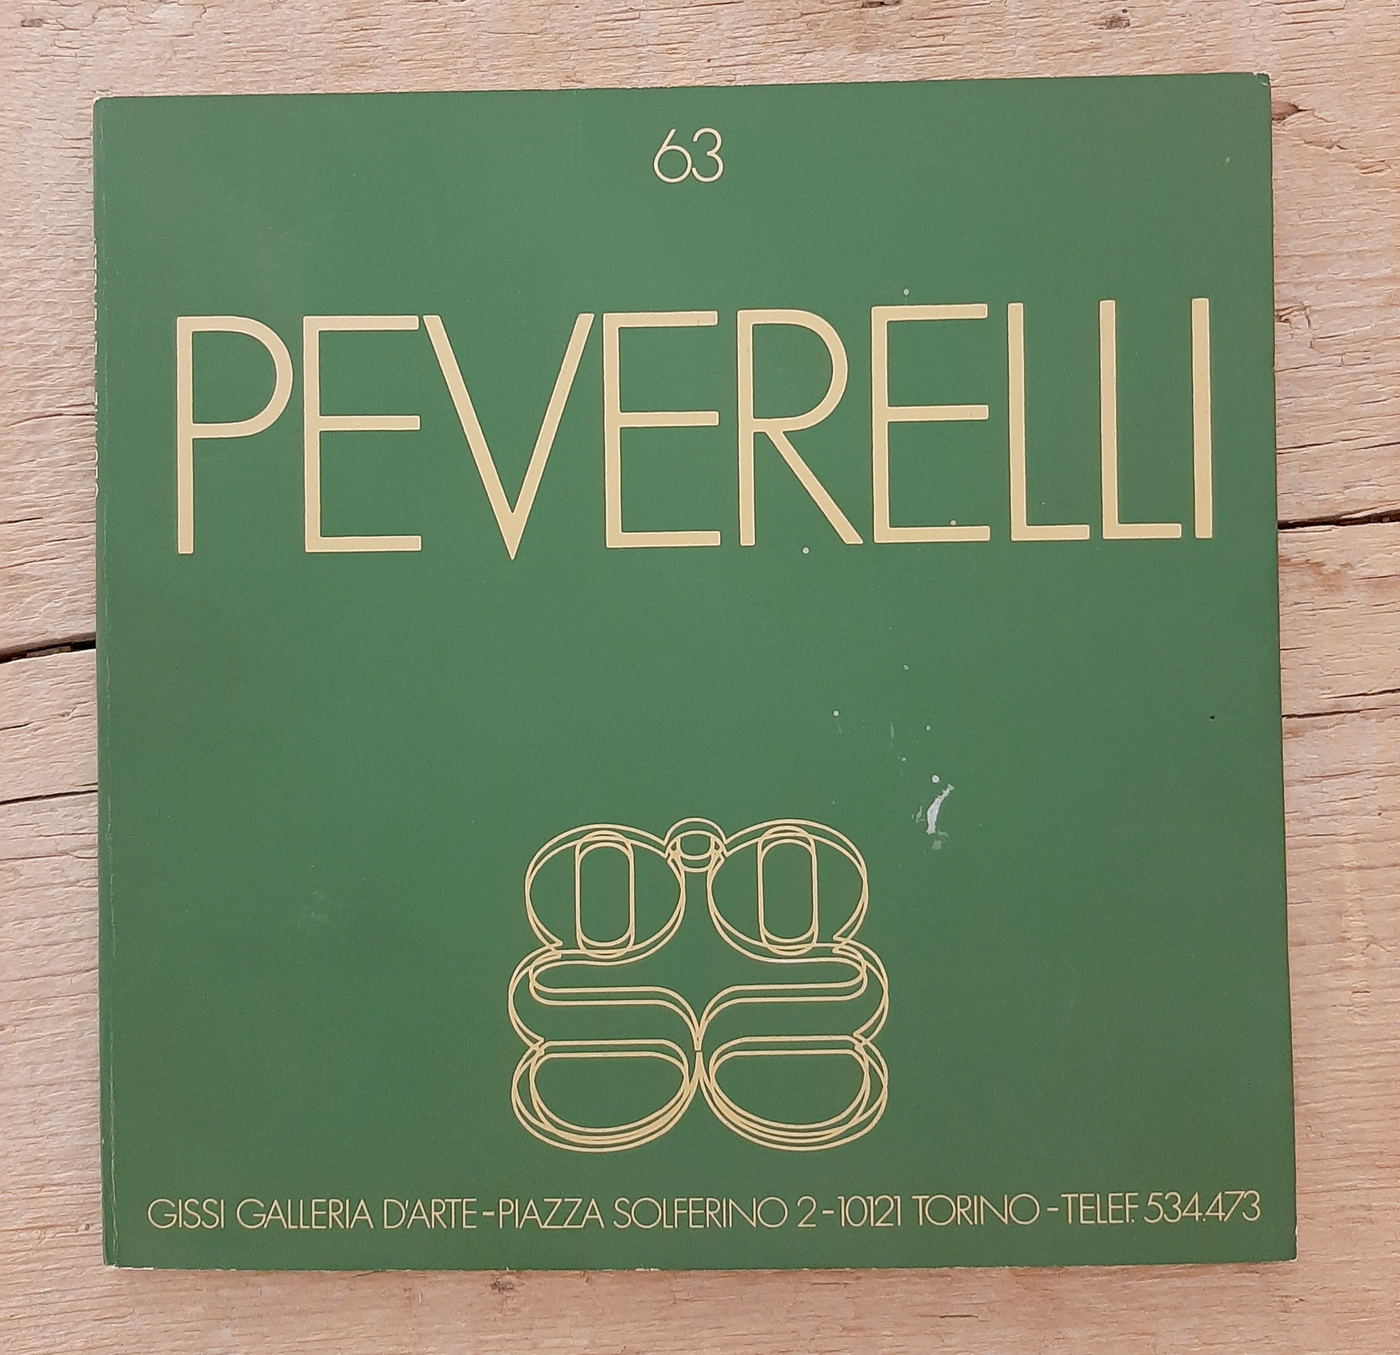 63
PEVERELLI
GISSI GALLERIA D'ARTE - PIAZZA SOLFERINO 2 - 10121 TORINO - TELEF. 534.473